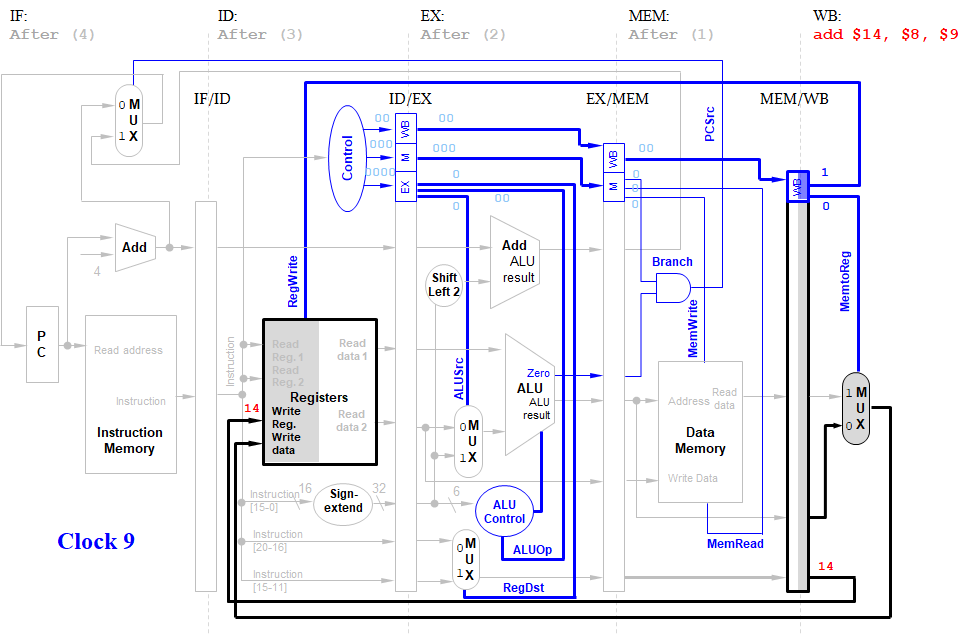 IF:
After (4)
ID:
After (3)
EX:
After (2)
MEM:
After (1)
WB:
add $14, $8, $9
IF/ID
ID/EX
EX/MEM
MEM/WB
0 M
U
1 X
PCSrc
Control
00
000
0000
WB
M
EX
00
000
0
00
0
WB
M
00
0
0
0
WB
1
0
Add
4
Add
ALU
result
Shift
Left 2
Branch
MemWrite
MemtoReg
RegWrite
P
C
Read address
Instruction
Instruction
Memory
Instruction
Read
Reg. 1
Read
Reg. 2
Read
data 1
Registers
14
Write
Reg.
Write
data
Read
data 2
ALUSrc
0 M
U
1 X
Zero
ALU
ALU
result
Address
Read
data
Data
Memory
Write Data
1 M
U
0 X
Instruction
[15-0]
16
Sign-
extend
32
6
ALU
Control
ALUOp
MemRead
Instruction
[20-16]
0 M
U
1 X
Instruction
[15-11]
RegDst
14
Clock 9